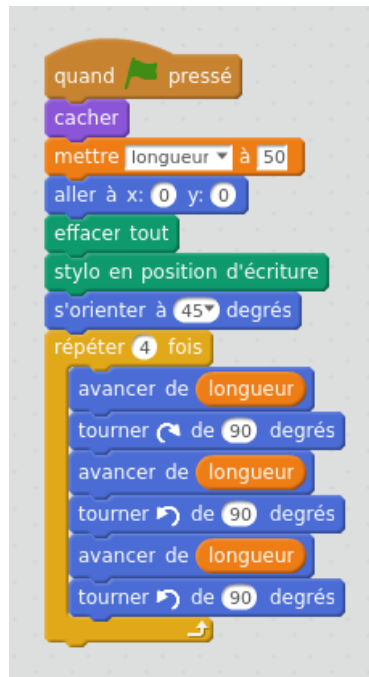 quand pressé
cacher
mettre longueur à 50
aller à x: 0 y: 0
effacer tout
stylo en position d'écriture
s'orienter à 45 degrés
répéter 4 fois
avancer de longueur
tourner de 90 degrés
avancer de longueur
tourner de 90 degrés
avancer de longueur
tourner de 90 degrés